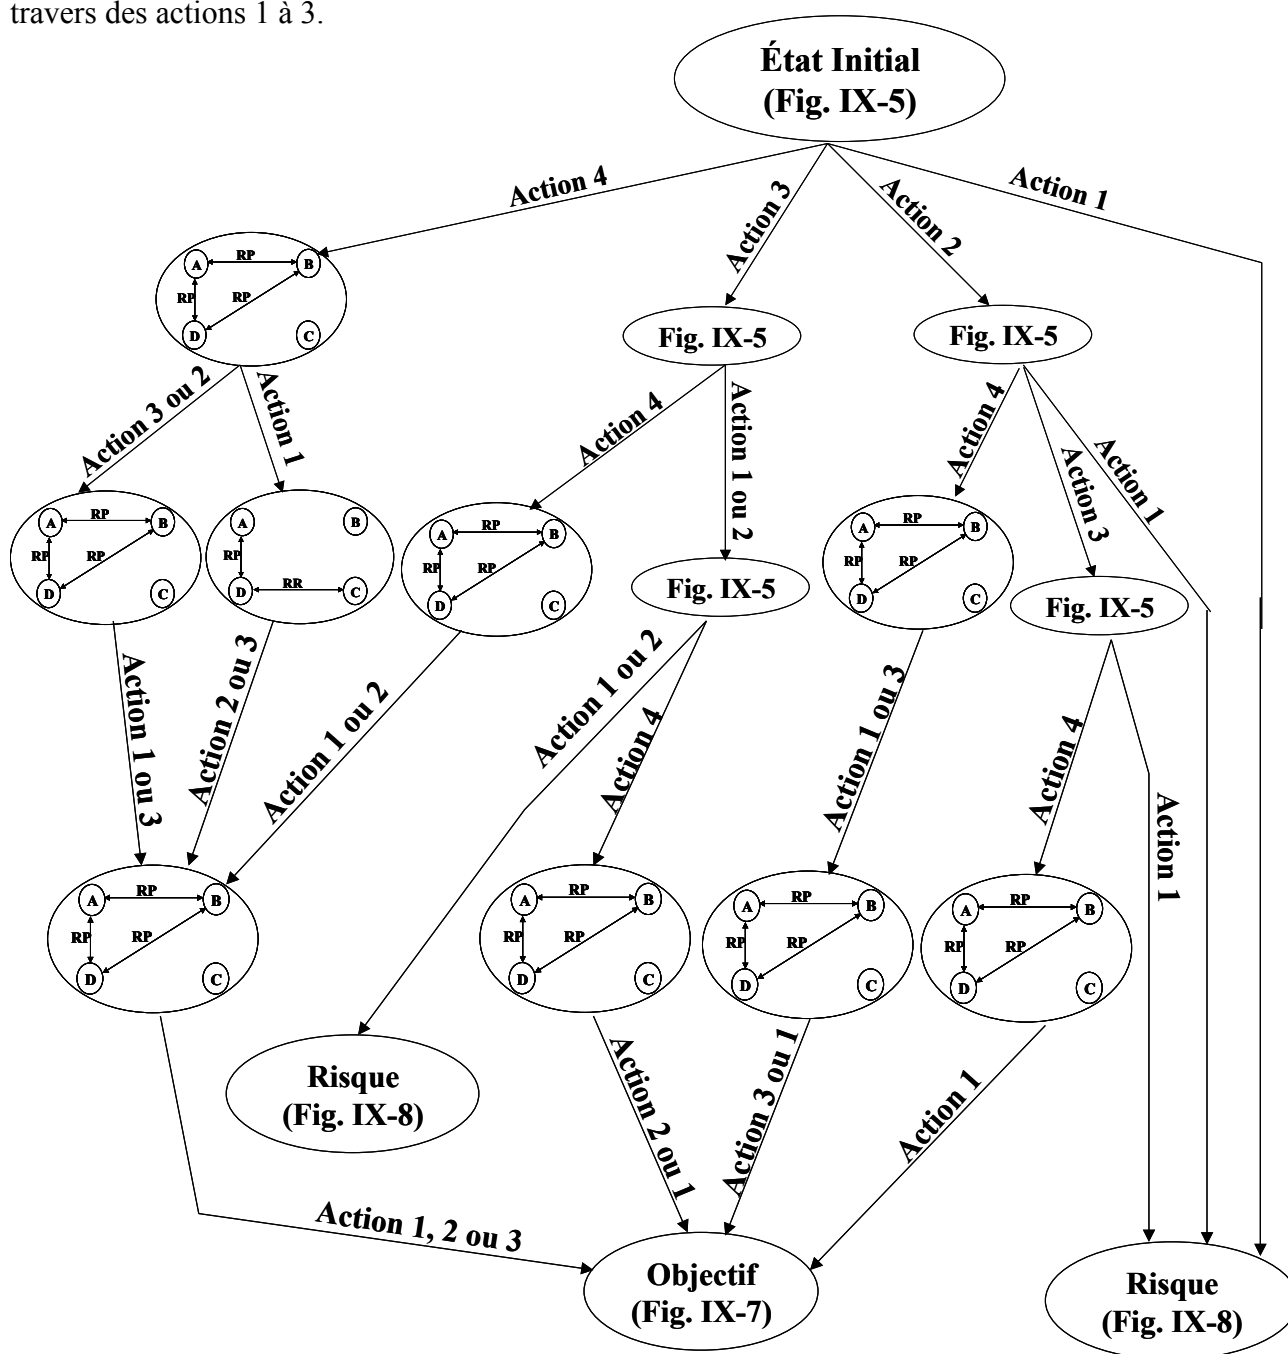 travers des actions 1 à 3.
État Initial
(Fig. IX-5)
Action 4
Action 3
Action 2
Action 1
A
RP
B
RP
RP
D
C
Fig. IX-5
Fig. IX-5
Action 3 ou 2
Action 1
Action 4
Action 1 ou 2
Action 4
Action 3
Action 1
A
RP
B
RP
RP
D
C
A
B
RP
D
RR
C
A
RP
B
RP
RP
D
C
Fig. IX-5
A
RP
B
RP
RP
D
C
Fig. IX-5
Action 1 ou 3
Action 2 ou 3
Action 1 ou 2
Action 1 ou 2
Action 4
Action 1 ou 3
Action 4
Action 1
A
RP
B
RP
RP
D
C
A
RP
B
RP
RP
D
C
A
RP
B
RP
RP
D
C
A
RP
B
RP
RP
D
C
Risque
(Fig. IX-8)
Action 2 ou 1
Action 3 ou 1
Action 1
Action 1, 2 ou 3
Objectif
(Fig. IX-7)
Risque
(Fig. IX-8)